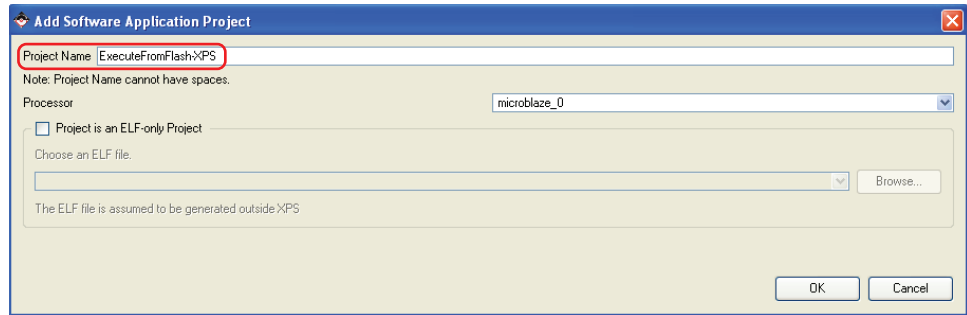 Add Software Application Project
Project Name ExecuteFromFlash-XPS
Note: Project Name cannot have spaces.
Processor microblaze_0
Project is an ELF-only Project
Choose an ELF file.
Browse...
The ELF file is assumed to be generated outside XPS
OK Cancel